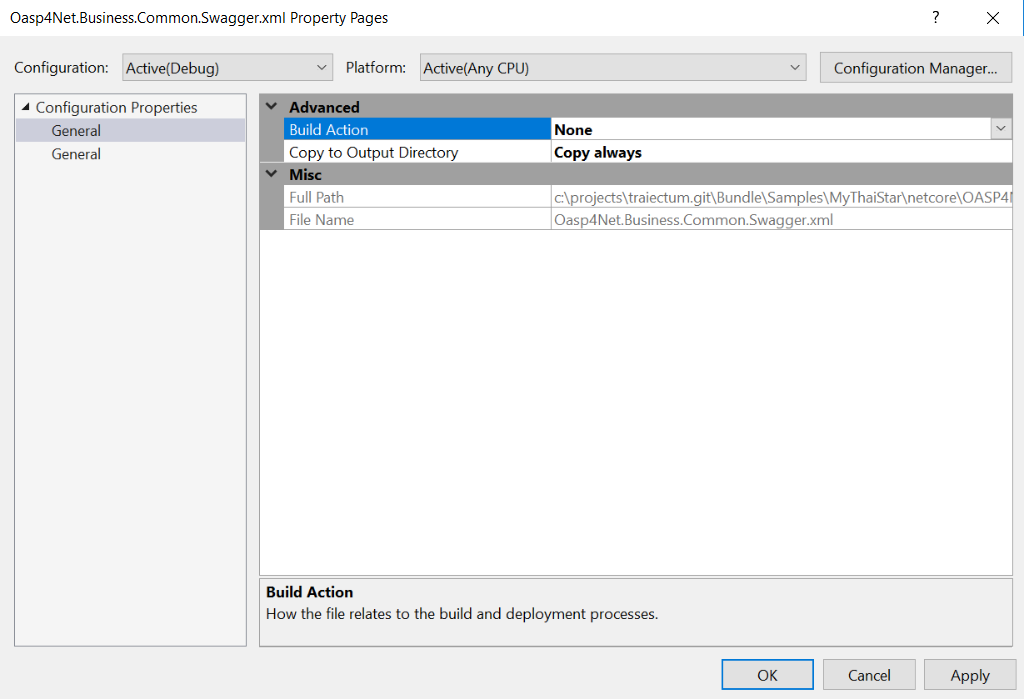 Oasp4Net.Business.Common.Swagger.xml Property Pages
?
Configuration: Active(Debug) Platform: Active(Any CPU) Configuration Manager...
Configuration Properties
General
General
Advanced
Build Action None
Copy to Output Directory Copy always
Misc
Full Path c:\projects\traiectum.git\Bundle\Samples\MyThaiStar\netcore\OASP4
File Name Oasp4Net.Business.Common.Swagger.xml
Build Action
How the file relates to the build and deployment processes.
OK Cancel Apply